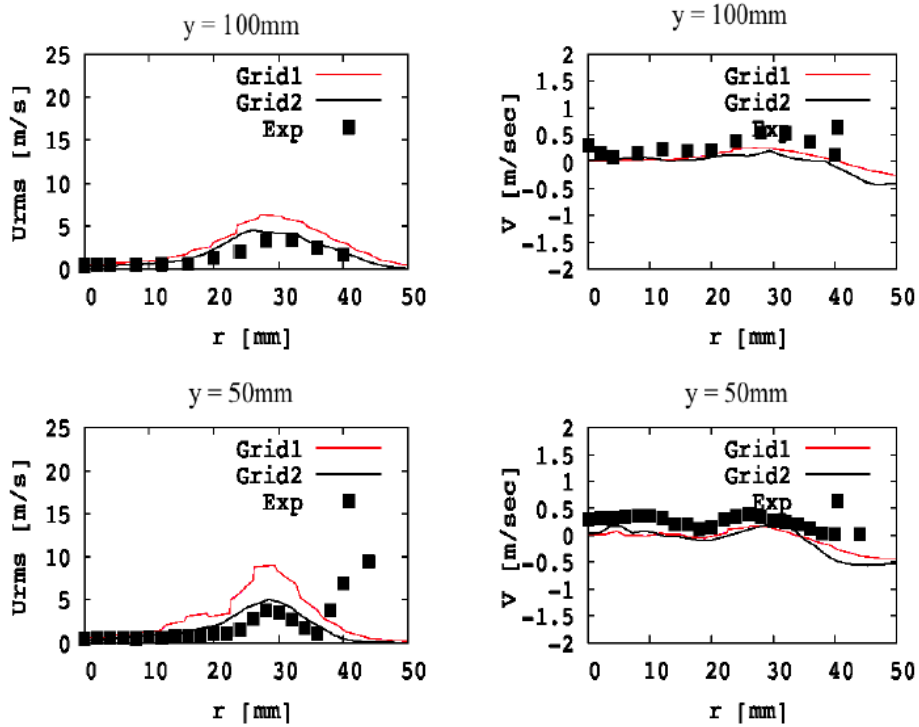 y = 100mm
Urms [m/s]
25
20
15
10
5
0
Grid1
Grid2
Exp
0 10 20 30 40 50
r [mm]
y = 100mm
V [m/sec]
2
1.5
1
0.5
0
-0.5
-1
-1.5
-2
Grid1
Grid2
Exp
0 10 20 30 40 50
r [mm]
y = 50mm
Urms [m/s]
25
20
15
10
5
0
Grid1
Grid2
Exp
0 10 20 30 40 50
r [mm]
y = 50mm
V [m/sec]
2
1.5
1
0.5
0
-0.5
-1
-1.5
-2
Grid1
Grid2
Exp
0 10 20 30 40 50
r [mm]